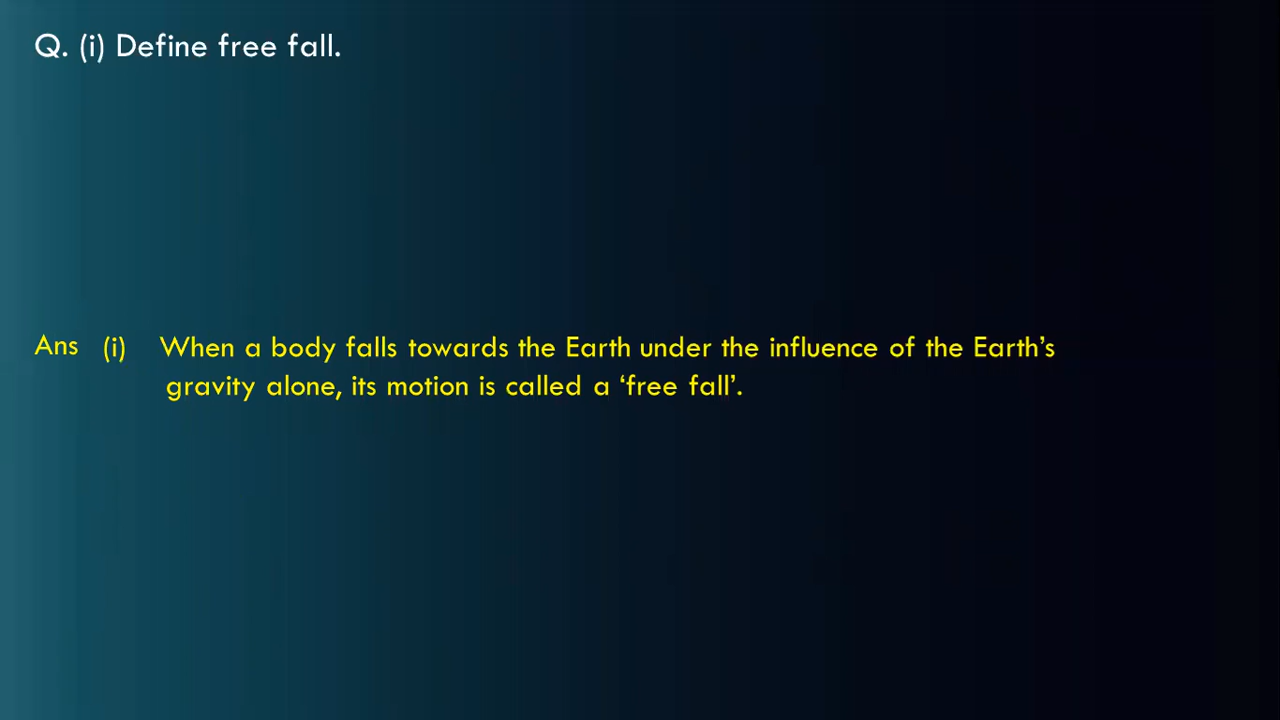 Q. (i) Define free fall.
Ans (i) When a body falls towards the Earth under the influence of the Earth’s
gravity alone, its motion is called a ‘free fall’.